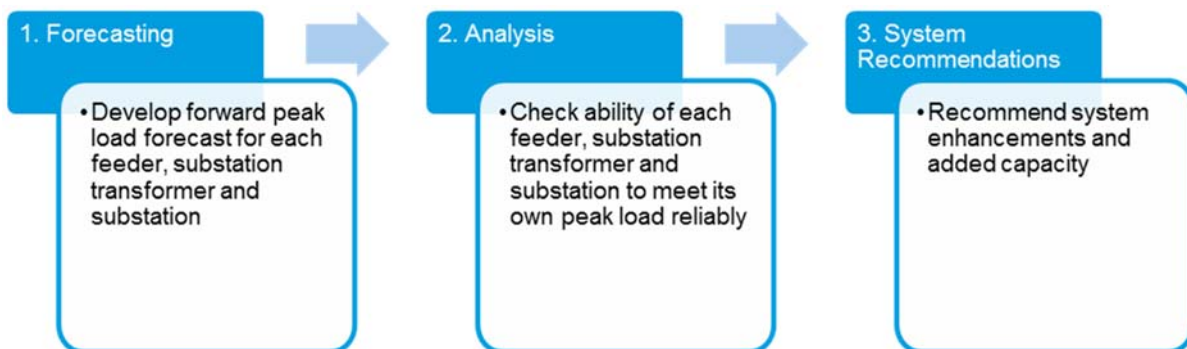 1. Forecasting
•Develop forward peak
load forecast for each
feeder, substation
transformer and
substation
2. Analysis
•Check ability of each
feeder, substation
transformer and
substation to meet its
own peak load reliably
3. System
Recommendations
•Recommend system
enhancements and
added capacity